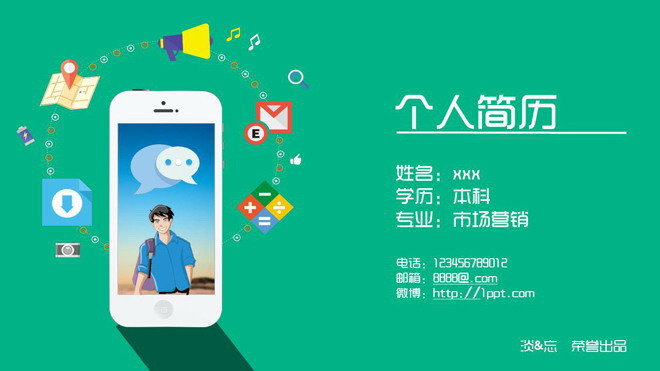 个人简历
姓名：xxx
学历：本科
专业：市场营销
电话：123456789012
邮箱：8888@.com
微博：http://1ppt.com
淡&忘 荣誉出品
E